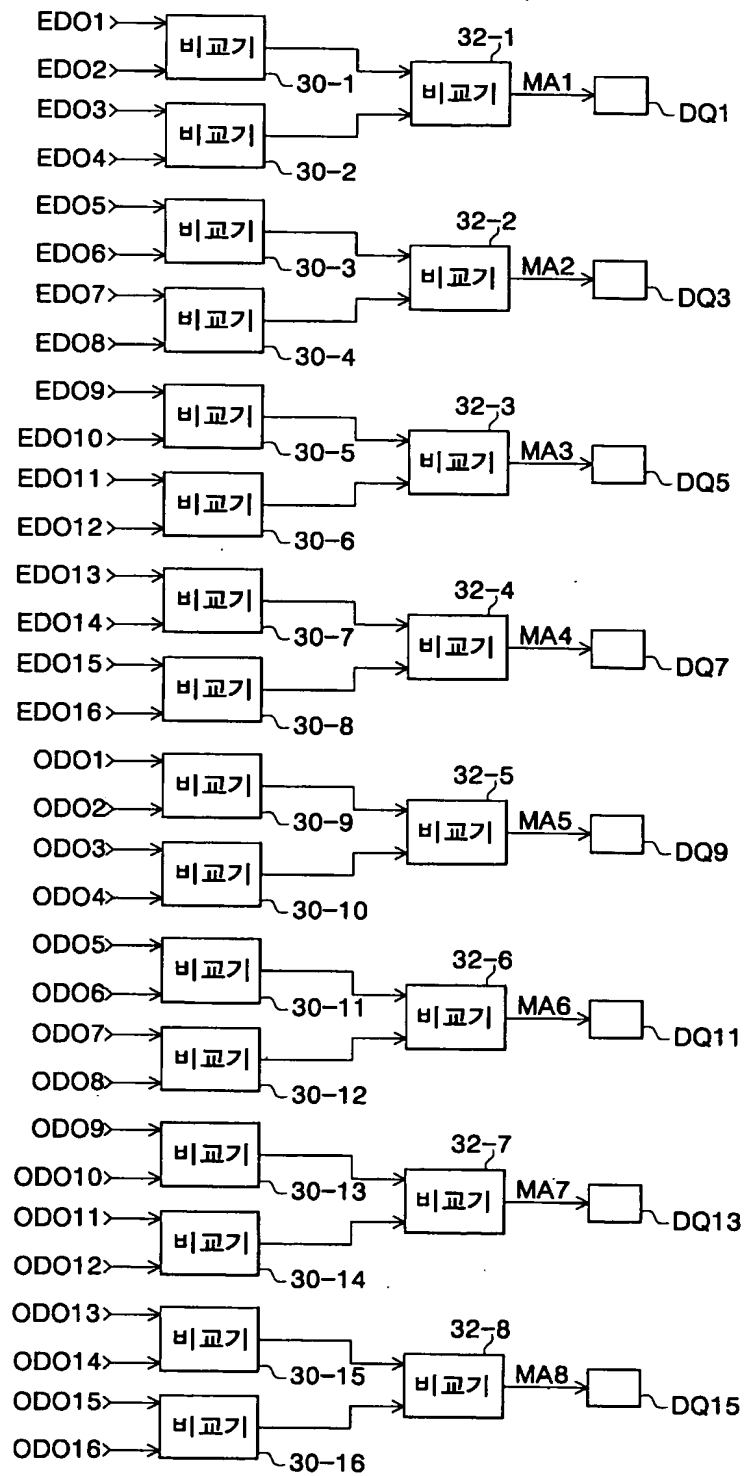 EDO1
EDO2
비교기
30-1
EDO3
EDO4
비교기
30-2
32-1
비교기
MA1
DQ1
EDO5
EDO6
비교기
30-3
EDO7
EDO8
비교기
30-4
32-2
비교기
MA2
DQ3
EDO9
EDO10
비교기
30-5
EDO11
EDO12
비교기
30-6
32-3
비교기
MA3
DQ5
EDO13
EDO14
비교기
30-7
EDO15
EDO16
비교기
30-8
32-4
비교기
MA4
DQ7
ODO1
ODO2
비교기
30-9
ODO3
ODO4
비교기
30-10
32-5
비교기
MA5
DQ9
ODO5
ODO6
비교기
30-11
ODO7
ODO8
비교기
30-12
32-6
비교기
MA6
DQ11
ODO9
ODO10
비교기
30-13
ODO11
ODO12
비교기
30-14
32-7
비교기
MA7
DQ13
ODO13
ODO14
비교기
30-15
ODO15
ODO16
비교기
30-16
32-8
비교기
MA8
DQ15